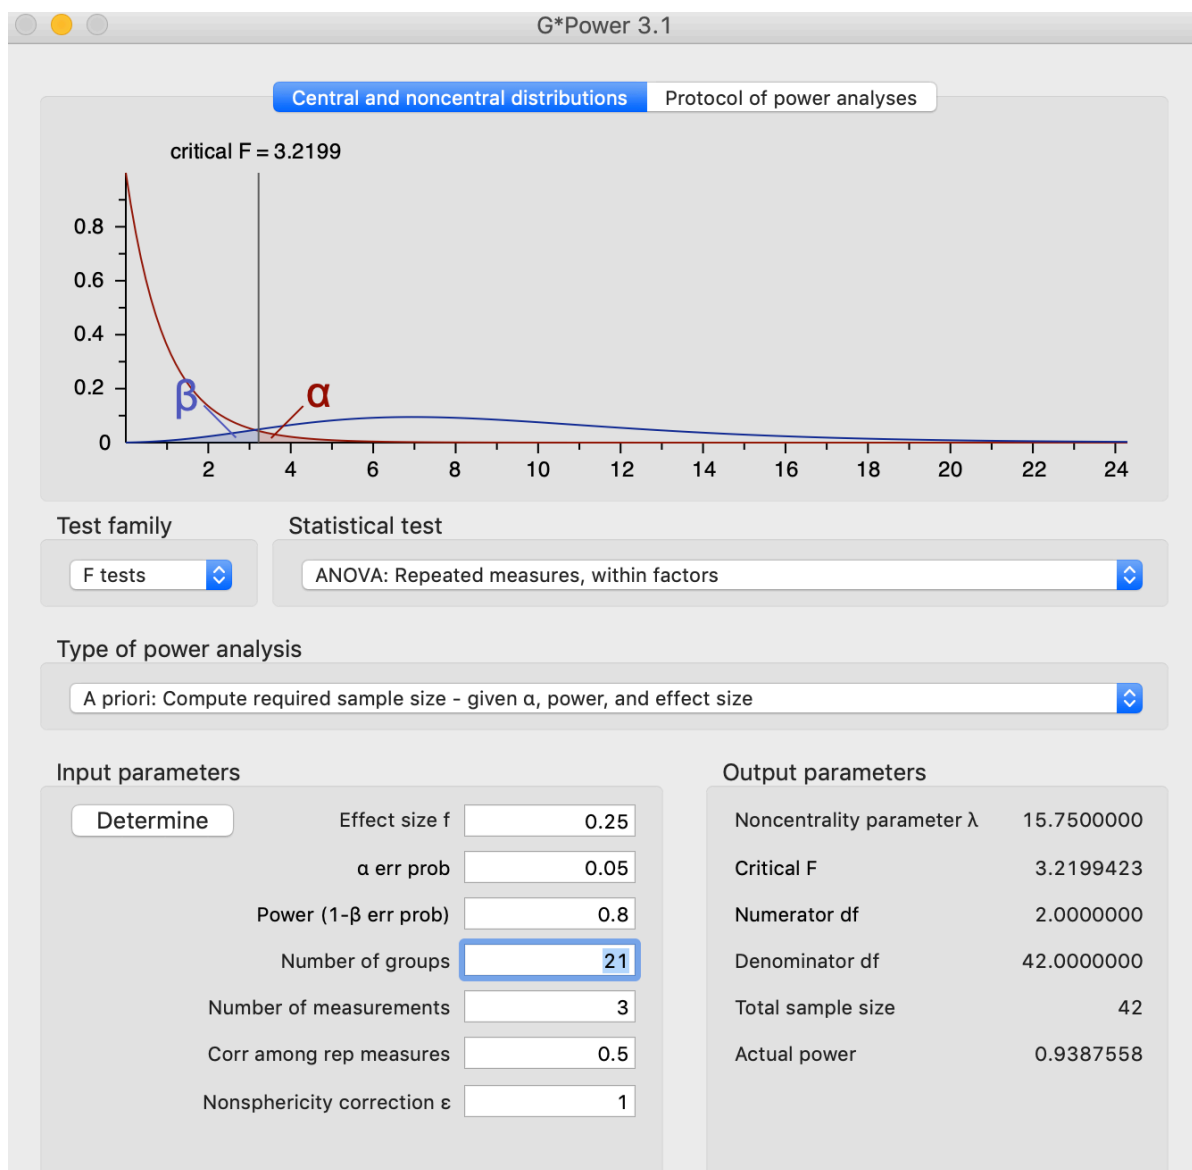 G*Power 3.1
Central and noncentral distributions Protocol of power analyses
critical F = 3.2199
0.8
0.6
0.4
0.2
β α
0
2 4 6 8 10 12 14 16 18 20 22 24
Test family Statistical test
F tests ANOVA: Repeated measures, within factors
Type of power analysis
A priori: Compute required sample size - given α, power, and effect size
Input parameters Output parameters
Determine Effect size f 0.25 Noncentrality parameter λ 15.7500000
α err prob 0.05 Critical F 3.2199423
Power (1-β err prob) 0.8 Numerator df 2.0000000
Number of groups 21 Denominator df 42.0000000
Number of measurements 3 Total sample size 42
Corr among rep measures 0.5 Actual power 0.9387558
Nonsphericity correction ε 1